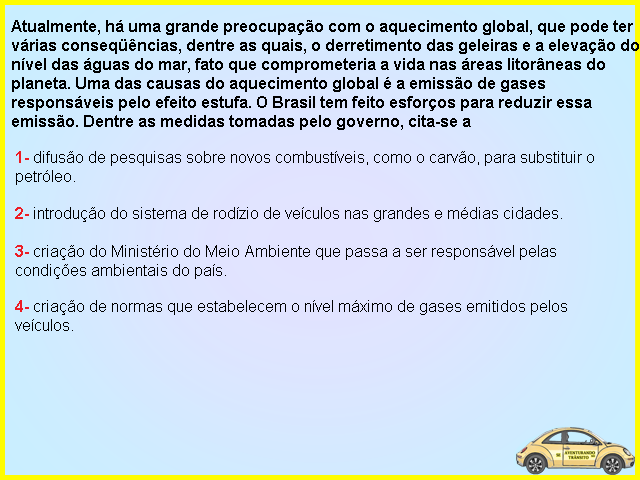 Atualmente, há uma grande preocupação com o aquecimento global, que pode ter
várias conseqüências, dentre as quais, o derretimento das geleiras e a elevação do
nível das águas do mar, fato que comprometeria a vida nas áreas litorâneas do
planeta. Uma das causas do aquecimento global é a emissão de gases
responsáveis pelo efeito estufa. O Brasil tem feito esforços para reduzir essa
emissão. Dentre as medidas tomadas pelo governo, cita-se a
1- difusão de pesquisas sobre novos combustíveis, como o carvão, para substituir o
petróleo.
2- introdução do sistema de rodízio de veículos nas grandes e médias cidades.
3- criação do Ministério do Meio Ambiente que passa a ser responsável pelas
condições ambientais do país.
4- criação de normas que estabelecem o nível máximo de gases emitidos pelos
veículos.
AVENTURANDO
TRÂNSITO